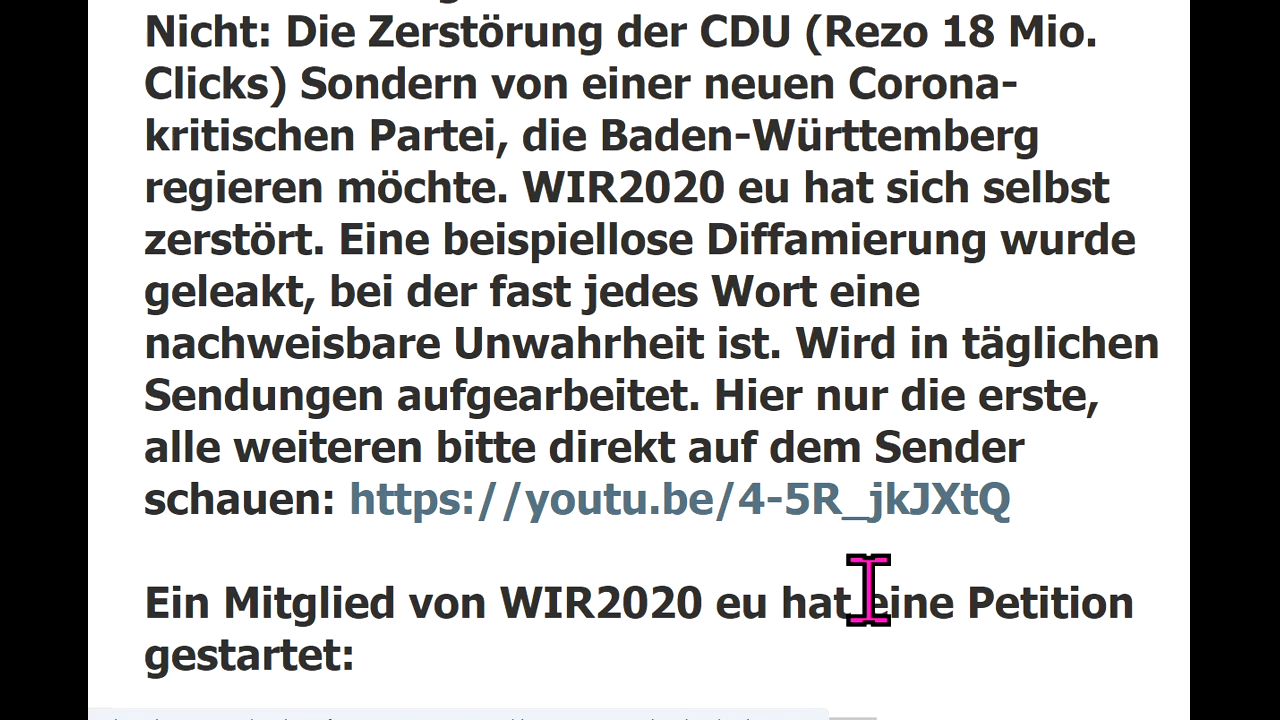 Nicht: Die Zerstörung der CDU (Rezo 18 Mio.
Clicks) Sondern von einer neuen Corona-
kritischen Partei, die Baden-Württemberg
regieren möchte. WIR2020 eu hat sich selbst
zerstört. Eine beispiellose Diffamierung wurde
geleakt, bei der fast jedes Wort eine
nachweisbare Unwahrheit ist. Wird in täglichen
Sendungen aufgearbeitet. Hier nur die erste,
alle weiteren bitte direkt auf dem Sender
schauen: https://youtu.be/4-5R_jkJXtQ
Ein Mitglied von WIR2020 eu hat eine Petition
gestartet: